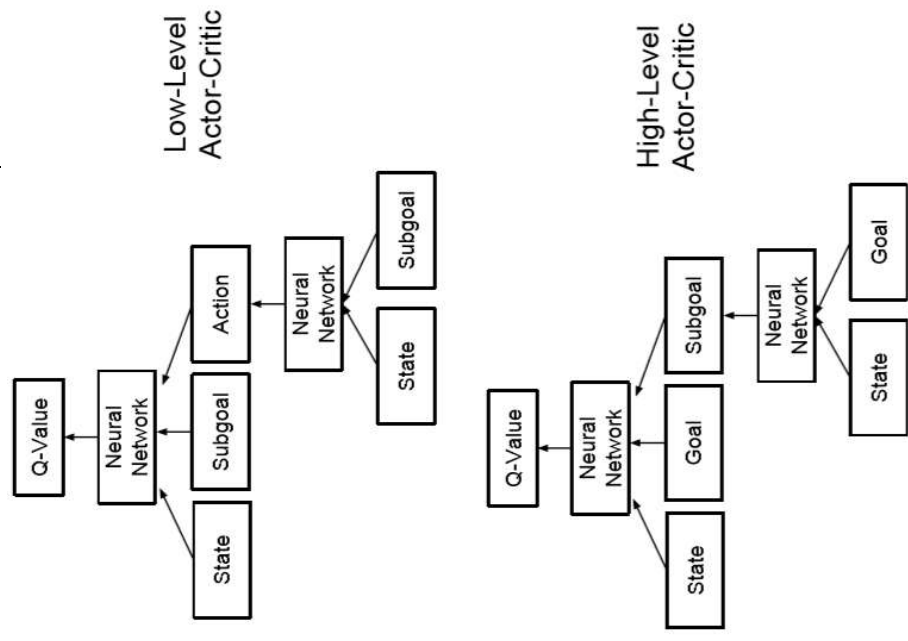 Low-Level
Actor-Critic
Q-Value
Neural
Network
State
Subgoal
Action
Neural
Network
State
Subgoal
High-Level
Actor-Critic
Q-Value
Neural
Network
State
Goal
Subgoal
Neural
Network
State
Goal